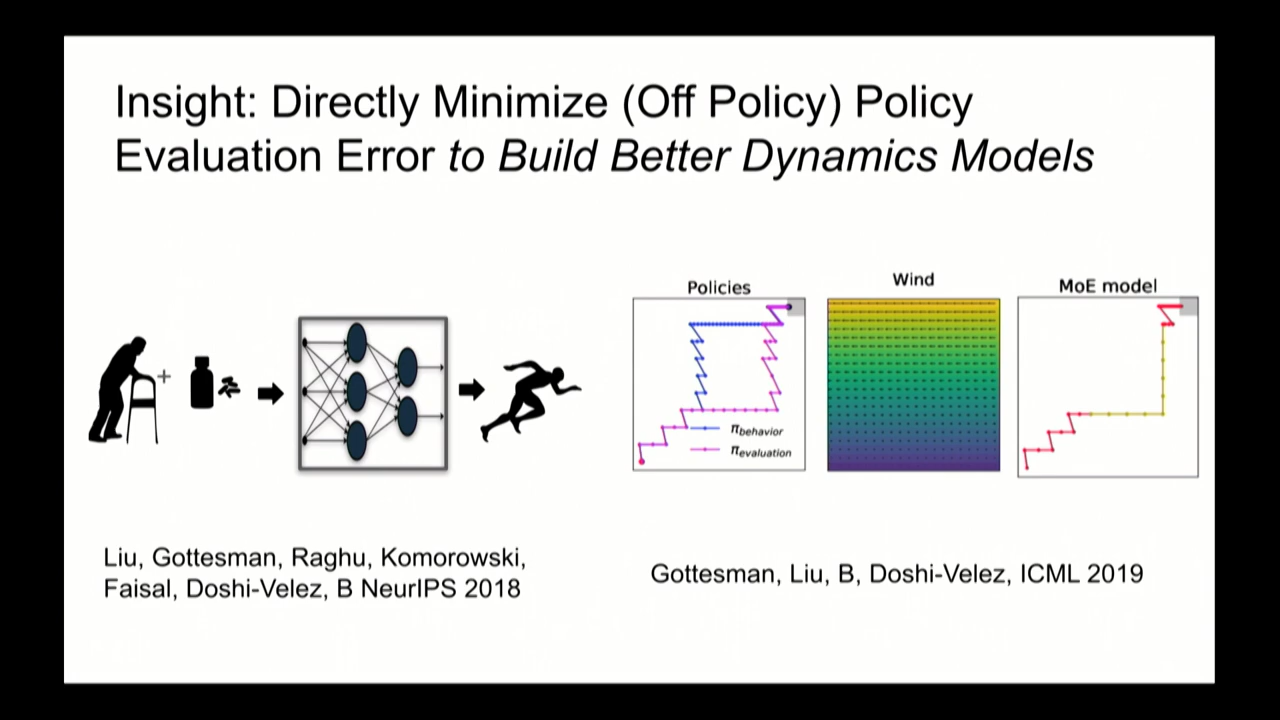 Insight: Directly Minimize (Off Policy) Policy
Evaluation Error to Build Better Dynamics Models
+
Policies
Wind
MoE model
πbehavior
πevaluation
Liu, Gottesman, Raghu, Komorowski,
Faisal, Doshi-Velez, B NeurIPS 2018
Gottesman, Liu, B, Doshi-Velez, ICML 2019